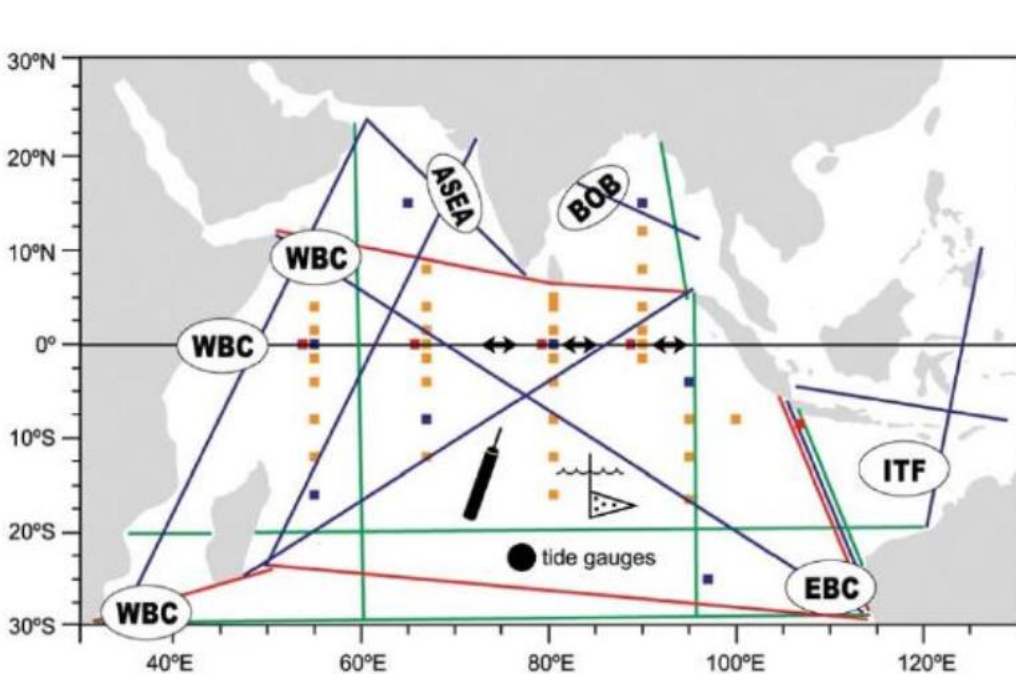 30ºN
20ºN
ASEA
BOB
10ºN
WBC
WBC
0º
10ºS
ITF
20ºS
tide gauges
EBC
WBC
30ºS
40ºE
60ºE
80ºE
100ºE
120ºE